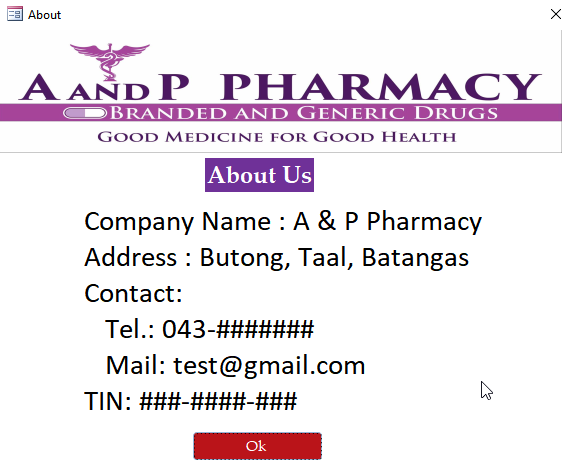 About
A AND P PHARMACY
BRANDED AND GENERIC DRUGS
GOOD MEDICINE FOR GOOD HEALTH
About Us
Company Name : A & P Pharmacy
Address : Butong, Taal, Batangas
Contact:
Tel.: 043-#######
Mail: test@gmail.com
TIN: ###-####-###
Ok